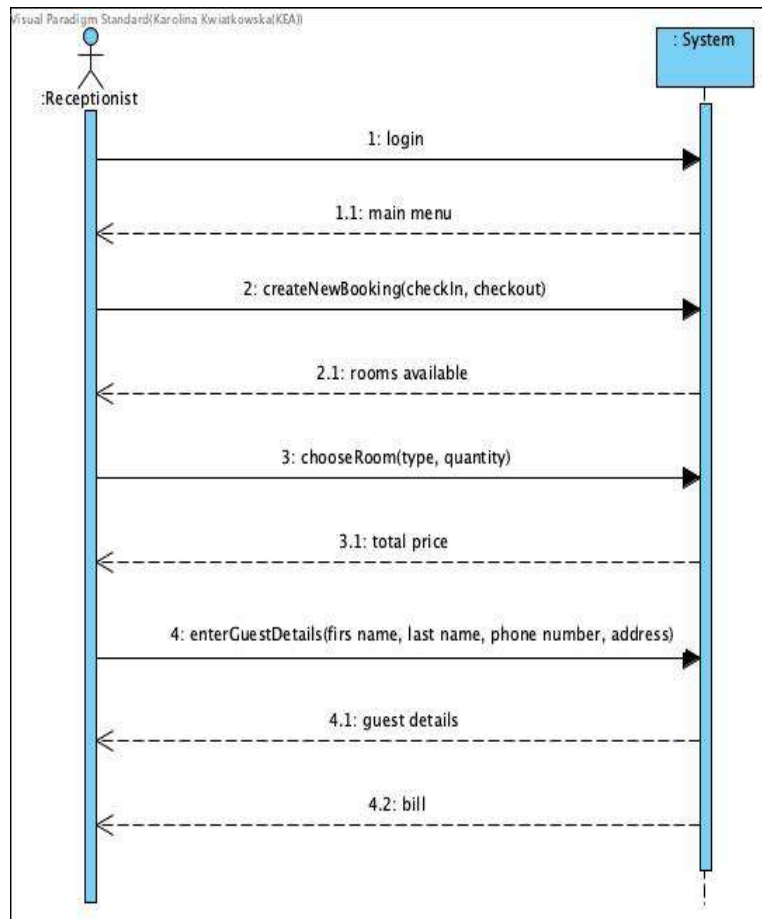 Visual Paradigm Standard(Karolina Kwiatkowska(KEA))
: System
:Receptionist
1: login
1.1: main menu
2: createNewBooking(checkIn, checkout)
2.1: rooms available
3: chooseRoom(type, quantity)
3.1: total price
4: enterGuestDetails(firs name, last name, phone number, address)
4.1: guest details
4.2: bill